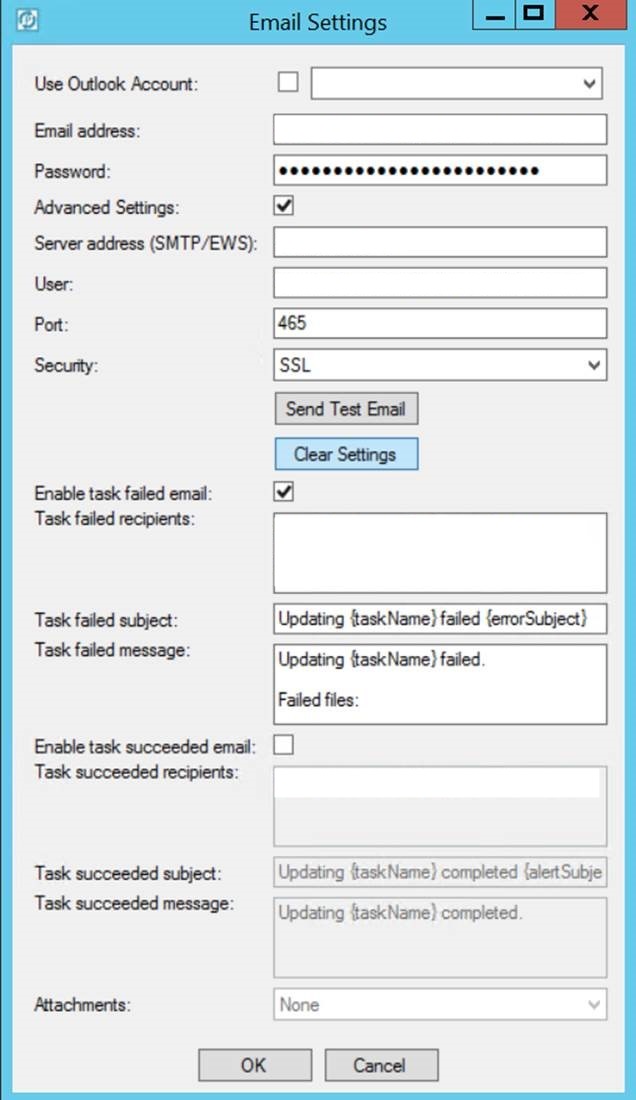 Email Settings
Use Outlook Account:
Email address:
Password: ●●●●●●●●●●●●●●●●●●●●●●●●
Advanced Settings:
Server address (SMTP/EWS):
User:
Port: 465
Security: SSL
Send Test Email
Clear Settings
Enable task failed email:
Task failed recipients:
Task failed subject: Updating {taskName} failed {errorSubject}
Task failed message: Updating {taskName} failed.
Failed files:
Enable task succeeded email:
Task succeeded recipients:
Task succeeded subject: Updating {taskName} completed {alertSubje
Task succeeded message: Updating {taskName} completed.
Attachments: None
OK Cancel